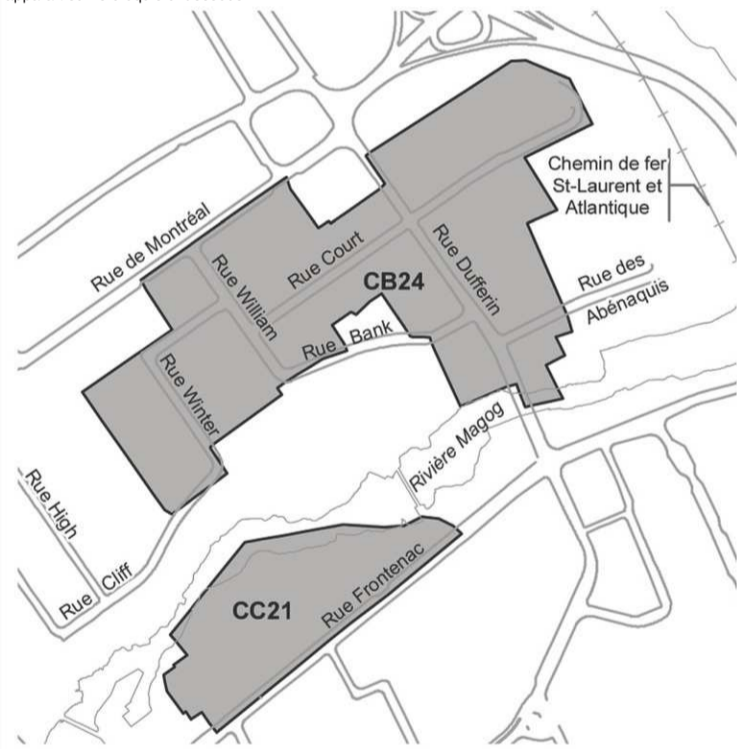 Chemin de fer
St-Laurent et
Atlantique
Rue de Montréal
Rue Court
Rue William
Rue Dufferin
CB24
Rue des
Abénaquis
Rue Bank
Rue Winter
Rivière Magog
Rue High
Rue Cliff
CC21
Rue Frontenac